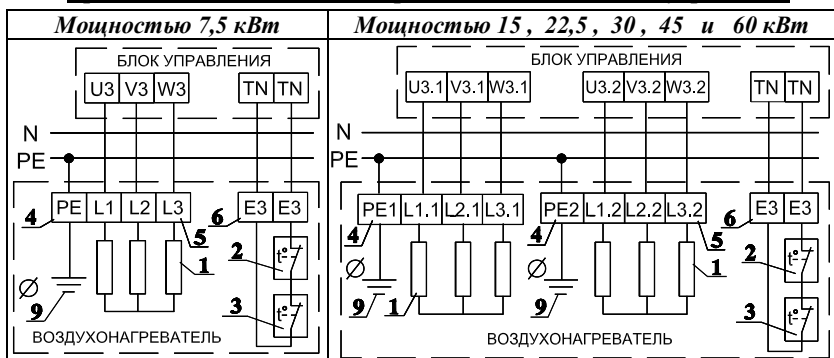 Мощностью 7,5 кВт
БЛОК УПРАВЛЕНИЯ
U3 V3 W3 TN TN
N
PE
4 PE L1 L2 L3 6 E3 E3
5
2 t°
1
9
3 t°
ВОЗДУХОНАГРЕВАТЕЛЬ
Мощностью 15 , 22,5 , 30 , 45 и 60 кВт
БЛОК УПРАВЛЕНИЯ
U3.1 V3.1 W3.1 U3.2 V3.2 W3.2 TN TN
N
PE
PE1 L1.1 L2.1 L3.1 PE2 L1.2 L2.2 L3.2 6 E3 E3
4 4 5
2 t°
1
9 1 9
3 t°
ВОЗДУХОНАГРЕВАТЕЛЬ